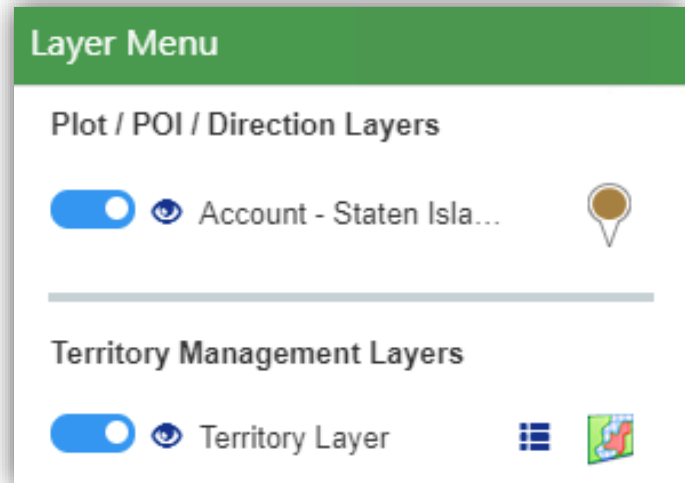 Layer Menu
Plot / POI / Direction Layers
Account - Staten Isla...
Territory Management Layers
Territory Layer